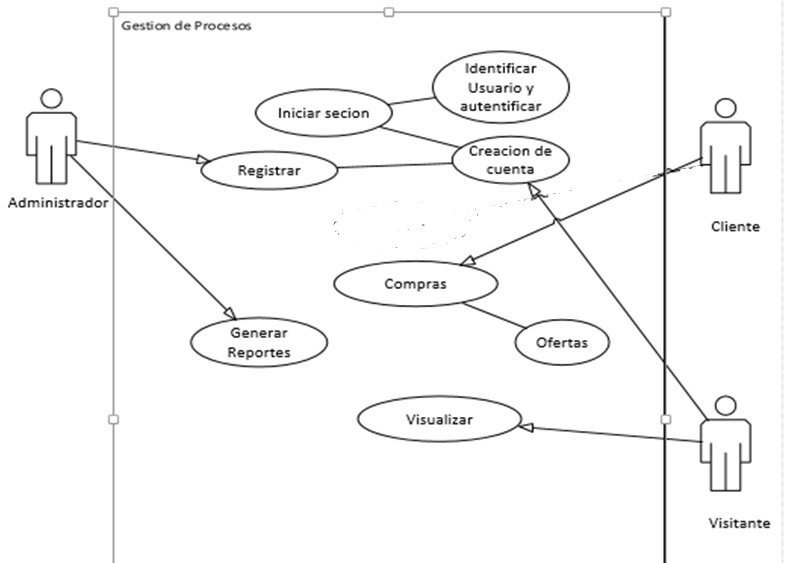 Gestion de Procesos
Identificar
Usuario y
autentificar
Iniciar secion
Creacion de
cuenta
Registrar
Administrador
Cliente
Compras
Generar
Reportes
Ofertas
Visualizar
Visitante